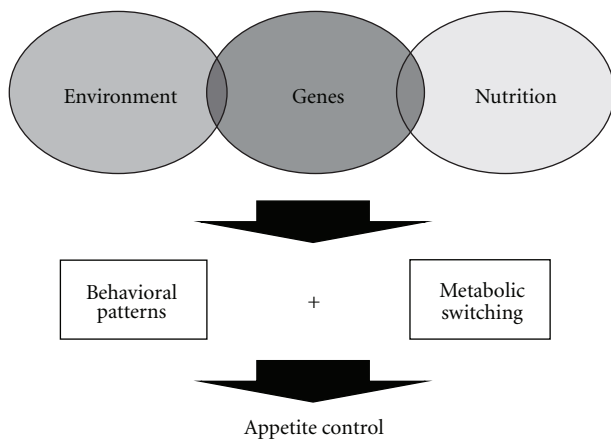 Environment Genes Nutrition
Behavioral patterns
+
Metabolic switching
Appetite control